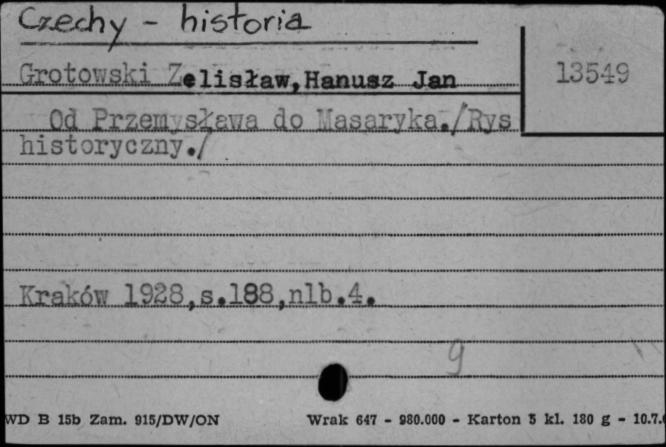 Czechy - historia
Grotowski Zelisław,Hanusz Jan
13549
Od Przemysława do Masaryka./Rys
historyczny./
Kraków 1928,s.188,nlb.4.
9
WD B 15b Zam. 915/DW/ON Wrak 647 - 980.000 - Karton 5 kl. 180 g - 10.7.